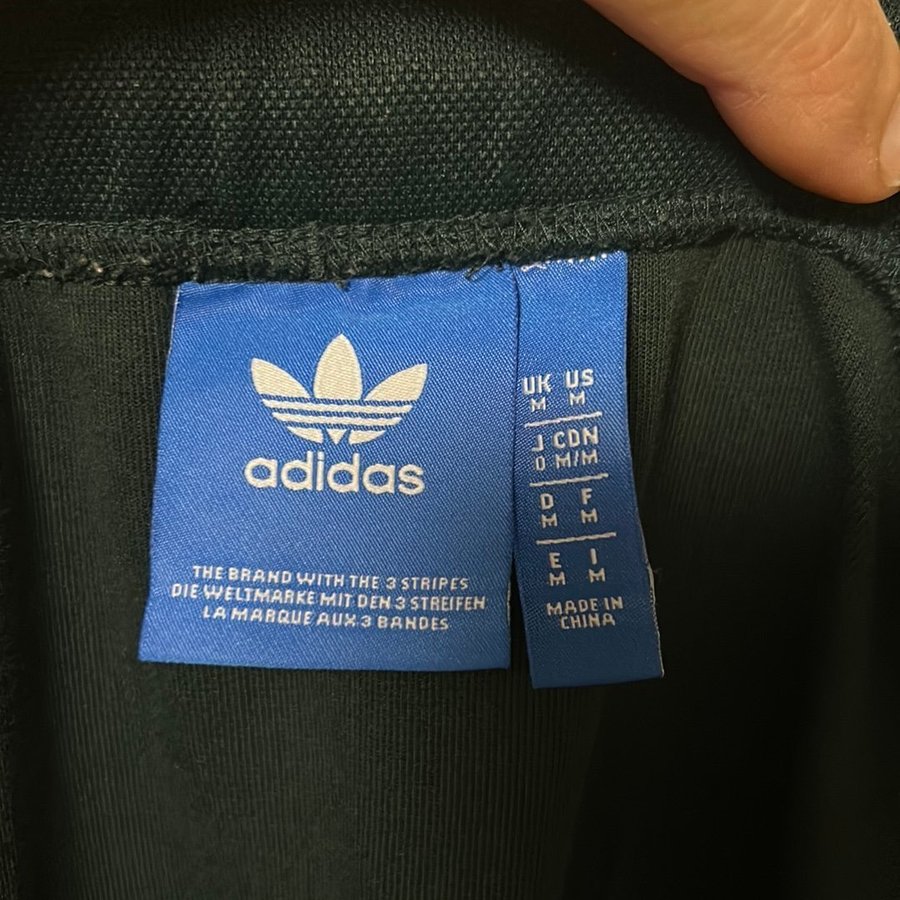 adidas
THE BRAND WITH THE 3 STRIPES
DIE WELTMARKE MIT DEN 3 STREIFEN
LA MARQUE AUX 3 BANDES
UK US
M M
J CDN
O M/M
D F
M M
E I
M M
MADE IN
CHINA